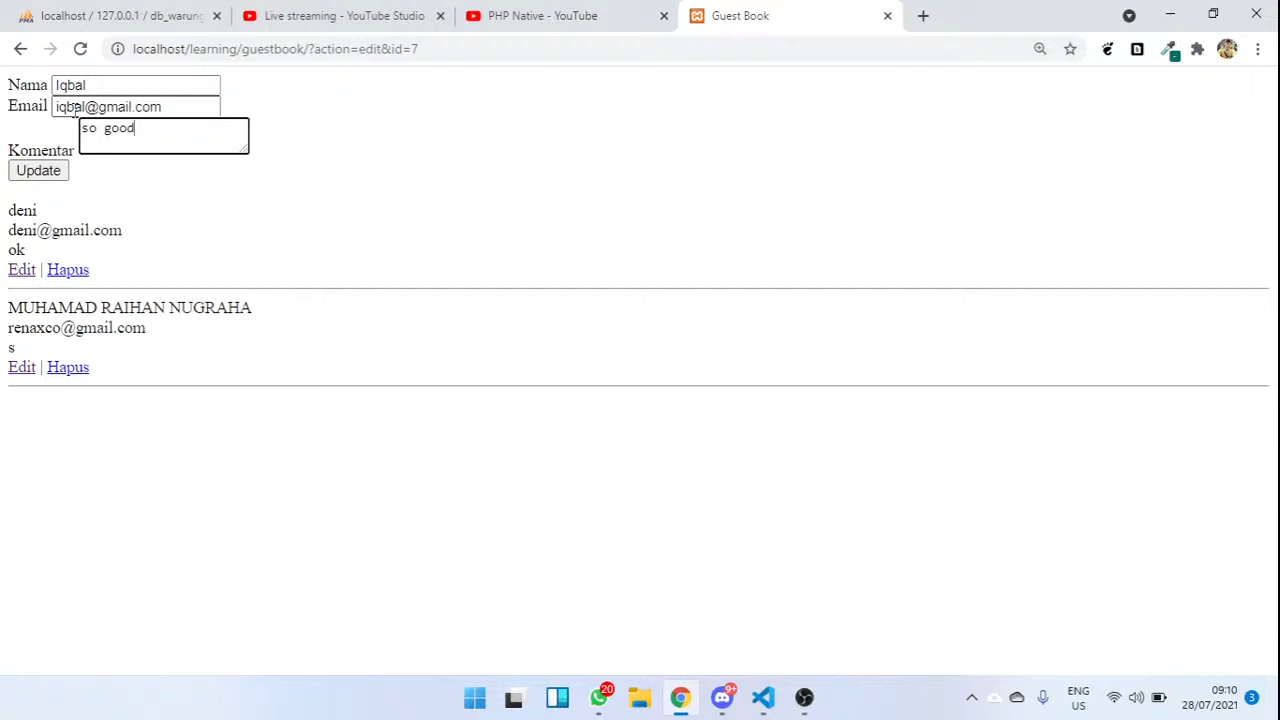 localhost / 127.0.0.1 / db_warung
Live streaming - YouTube Studio
PHP Native - YouTube
Guest Book
localhost/learning/guestbook/?action=edit&id=7
Nama Iqbal
Email iqbal@gmail.com
so good
Komentar
Update
deni
deni@gmail.com
ok
Edit | Hapus
MUHAMAD RAIHAN NUGRAHA
renaxco@gmail.com
s
Edit | Hapus
20
9+
ENG
US
09:10
28/07/2021
3